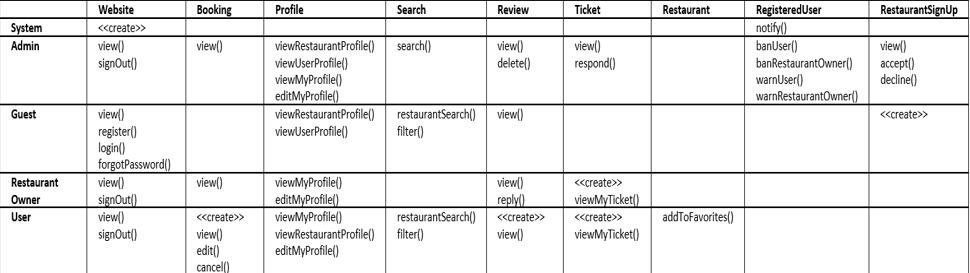 Website Booking Profile Search Review Ticket Restaurant RegisteredUser RestaurantSignUp
System <<create>> notify()
Admin view() view() viewRestaurantProfile() search() view() view() banUser() view()
signOut() viewUserProfile() delete() respond() banRestaurantOwner() accept()
viewMyProfile() warnUser() decline()
editMyProfile() warnRestaurantOwner()
Guest view() viewRestaurantProfile() restaurantSearch() view() <<create>>
register() viewUserProfile() filter()
login()
forgotPassword()
Restaurant view() view() viewMyProfile() view() <<create>>
Owner signOut() editMyProfile() reply() viewMyTicket()
User view() <<create>> viewMyProfile() restaurantSearch() <<create>> <<create>> addToFavorites()
signOut() view() viewRestaurantProfile() filter() view() viewMyTicket()
edit() editMyProfile()
cancel()